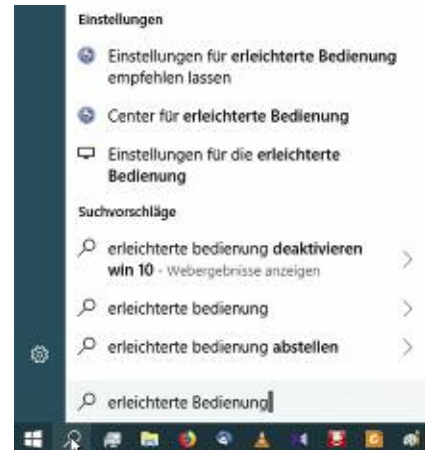 Einstellungen
Einstellungen für erleichterte Bedienung
empfehlen lassen
Center für erleichterte Bedienung
Einstellungen für die erleichterte
Bedienung
Suchvorschläge
erleichterte bedienung deaktivieren
win 10 - Webergebnisse anzeigen
erleichterte bedienung
erleichterte bedienung abstellen
erleichterte Bedienung